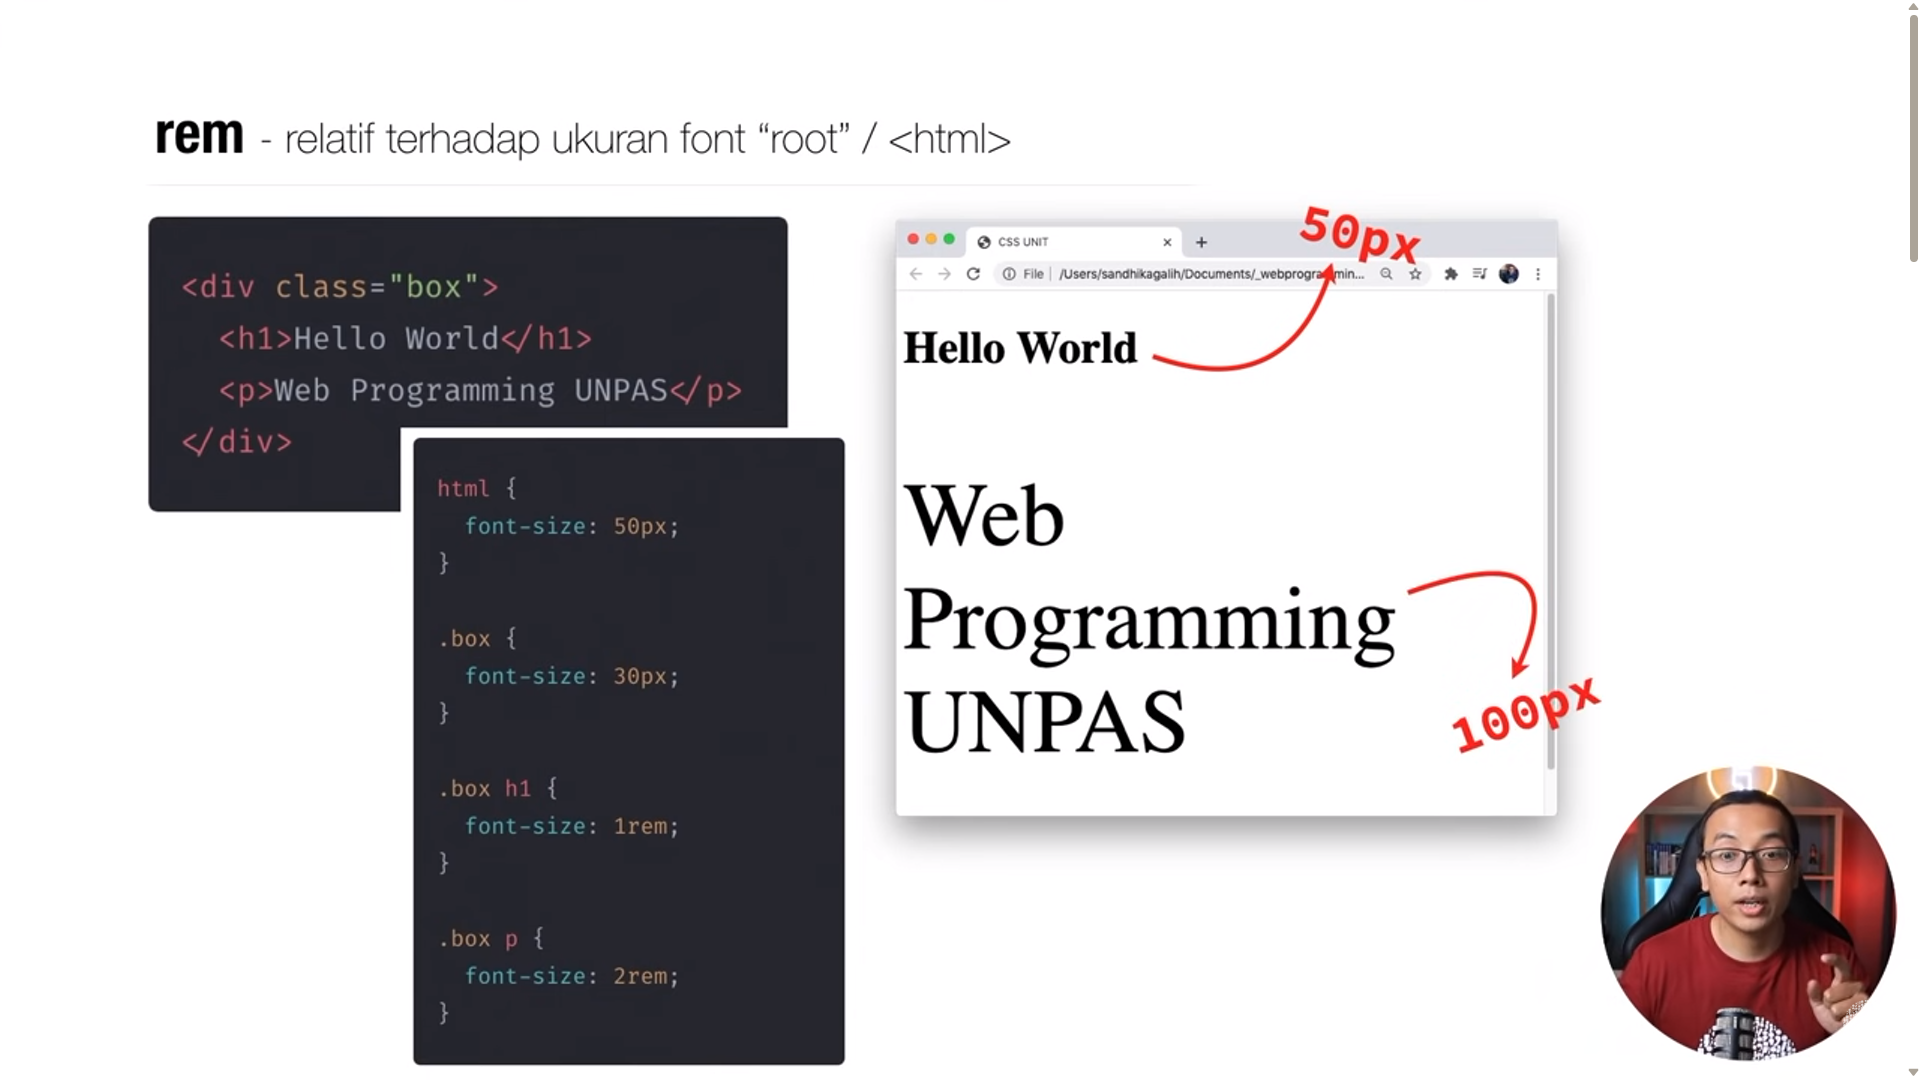 rem - relatif terhadap ukuran font “root” / <html>
<div class="box">
<h1>Hello World</h1>
<p>Web Programming UNPAS</p>
</div>
html {
font-size: 50px;
}
.box {
font-size: 30px;
}
.box h1 {
font-size: 1rem;
}
.box p {
font-size: 2rem;
}
CSS UNIT
50px
File | /Users/sandhikagalih/Documents/_webprogrammin...
Hello World
Web
Programming
UNPAS
100px